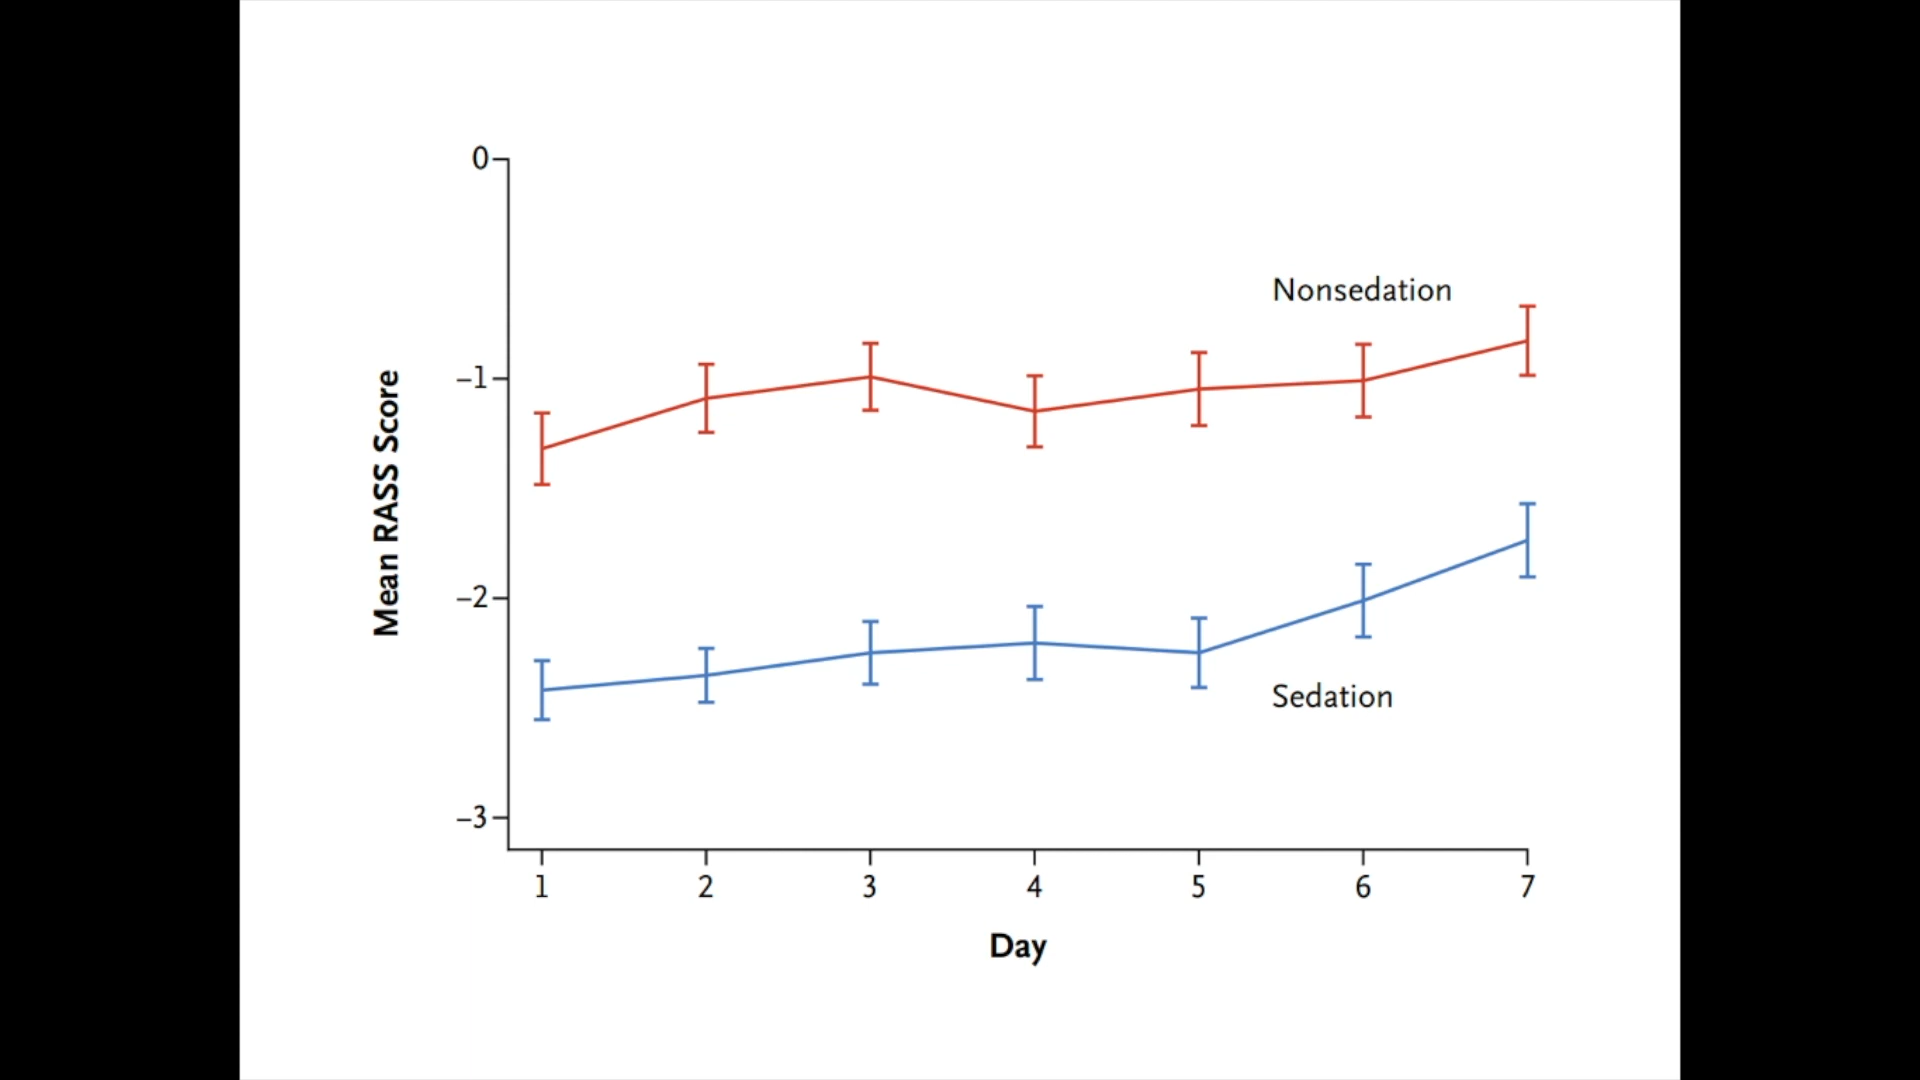 0
Nonsedation
–1
Mean RASS Score
–2
Sedation
–3
1 2 3 4 5 6 7
Day